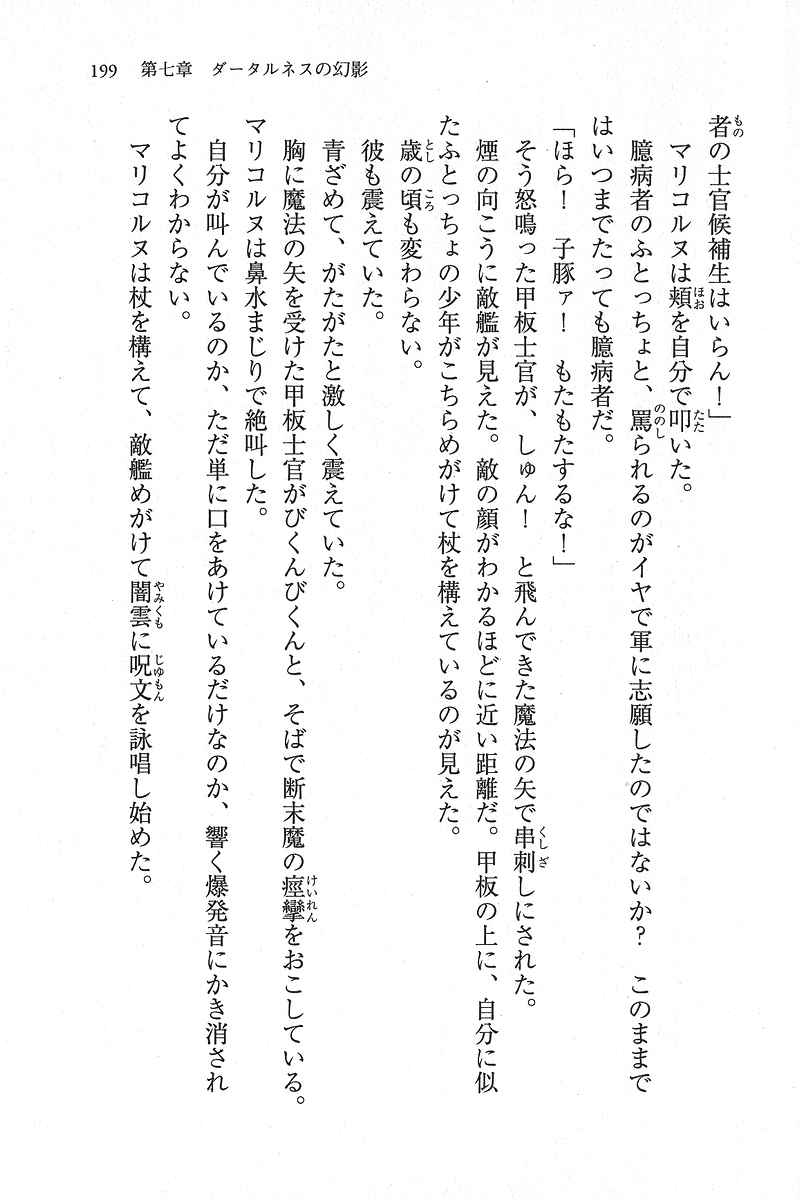 199　第七章　ダータルネスの幻影
者の士官候補生はいらん！」
　マリコルヌは頬を自分で叩いた。
　臆病者のふとっちょと、罵られるのがイヤで軍に志願したのではないか？　このままで
はいつまでたっても臆病者だ。
「ほら！　子豚ァ！　もたもたするな！」
　そう怒鳴った甲板士官が、しゅん！　と飛んできた魔法の矢で串刺しにされた。
　煙の向こうに敵艦が見えた。敵の顔がわかるほどに近い距離だ。甲板の上に、自分に似
たふとっちょの少年がこちらめがけて杖を構えているのが見えた。
　歳の頃も変わらない。
　彼も震えていた。
　青ざめて、がたがたと激しく震えていた。
　胸に魔法の矢を受けた甲板士官がびくんびくんと、そばで断末魔の痙攣をおこしている。
マリコルヌは鼻水まじりで絶叫した。
　自分が叫んでいるのか、ただ単に口をあけているだけなのか、響く爆発音にかき消され
てよくわからない。
　マリコルヌは杖を構えて、敵艦めがけて闇雲に呪文を詠唱し始めた。